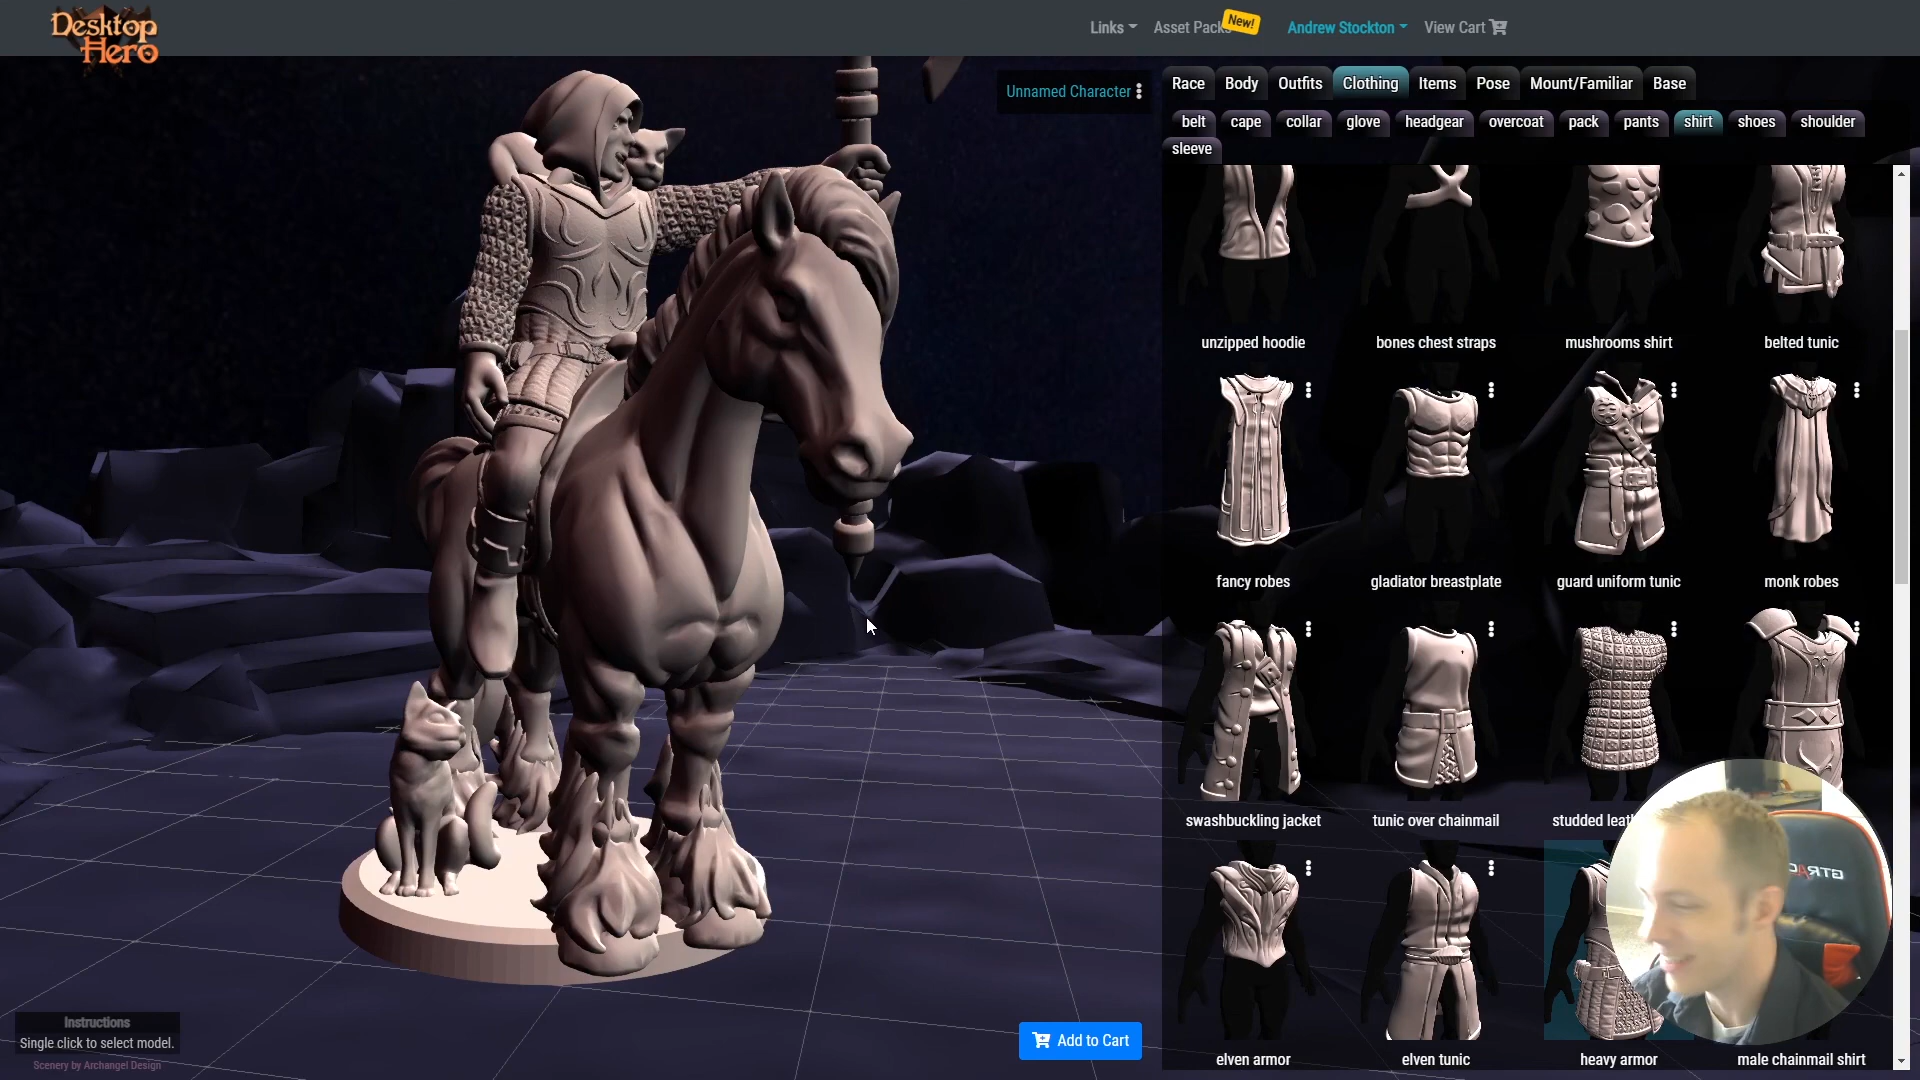 Desktop
Hero
Links
Asset Packs
New!
Andrew Stockton
View Cart
Unnamed Character
Race Body Outfits Clothing Items Pose Mount/Familiar Base
belt cape collar glove headgear overcoat pack pants shirt shoes shoulder
sleeve
unzipped hoodie bones chest straps mushrooms shirt belted tunic
fancy robes gladiator breastplate guard uniform tunic monk robes
swashbuckling jacket tunic over chainmail studded
elven armor elven tunic heavy armor male chainmail shirt
Add to Cart
Instructions
Single click to select model.
Scenery by Archangel Design